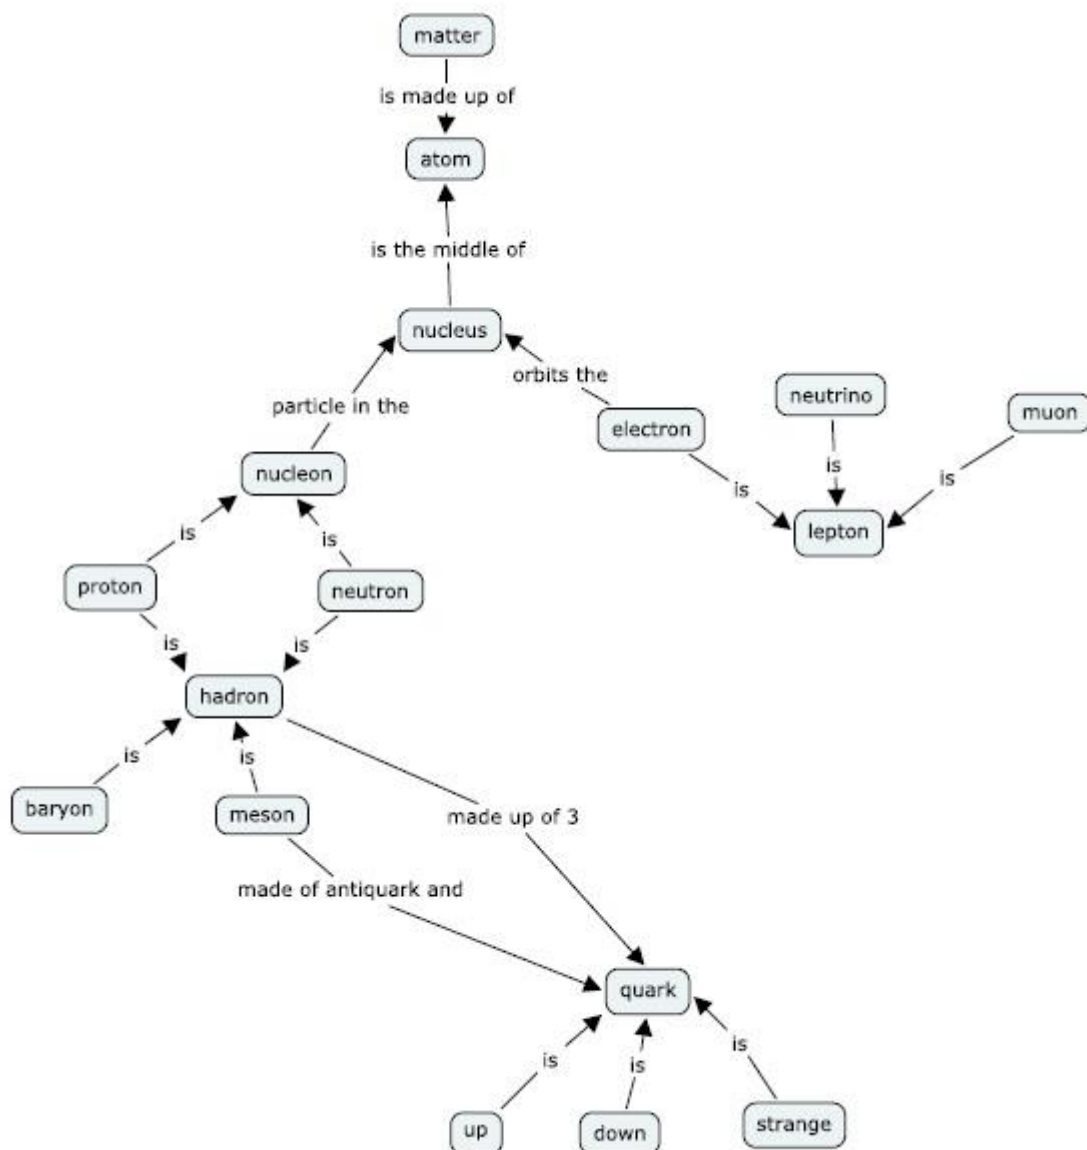 matter
is made up of
atom
is the middle of
nucleus
orbits the
neutrino
particle in the
electron
muon
nucleon
is
is
is
lepton
is
is
proton
neutron
is
is
hadron
is
is
baryon
meson
made up of 3
made of antiquark and
quark
is
is
is
up
down
strange